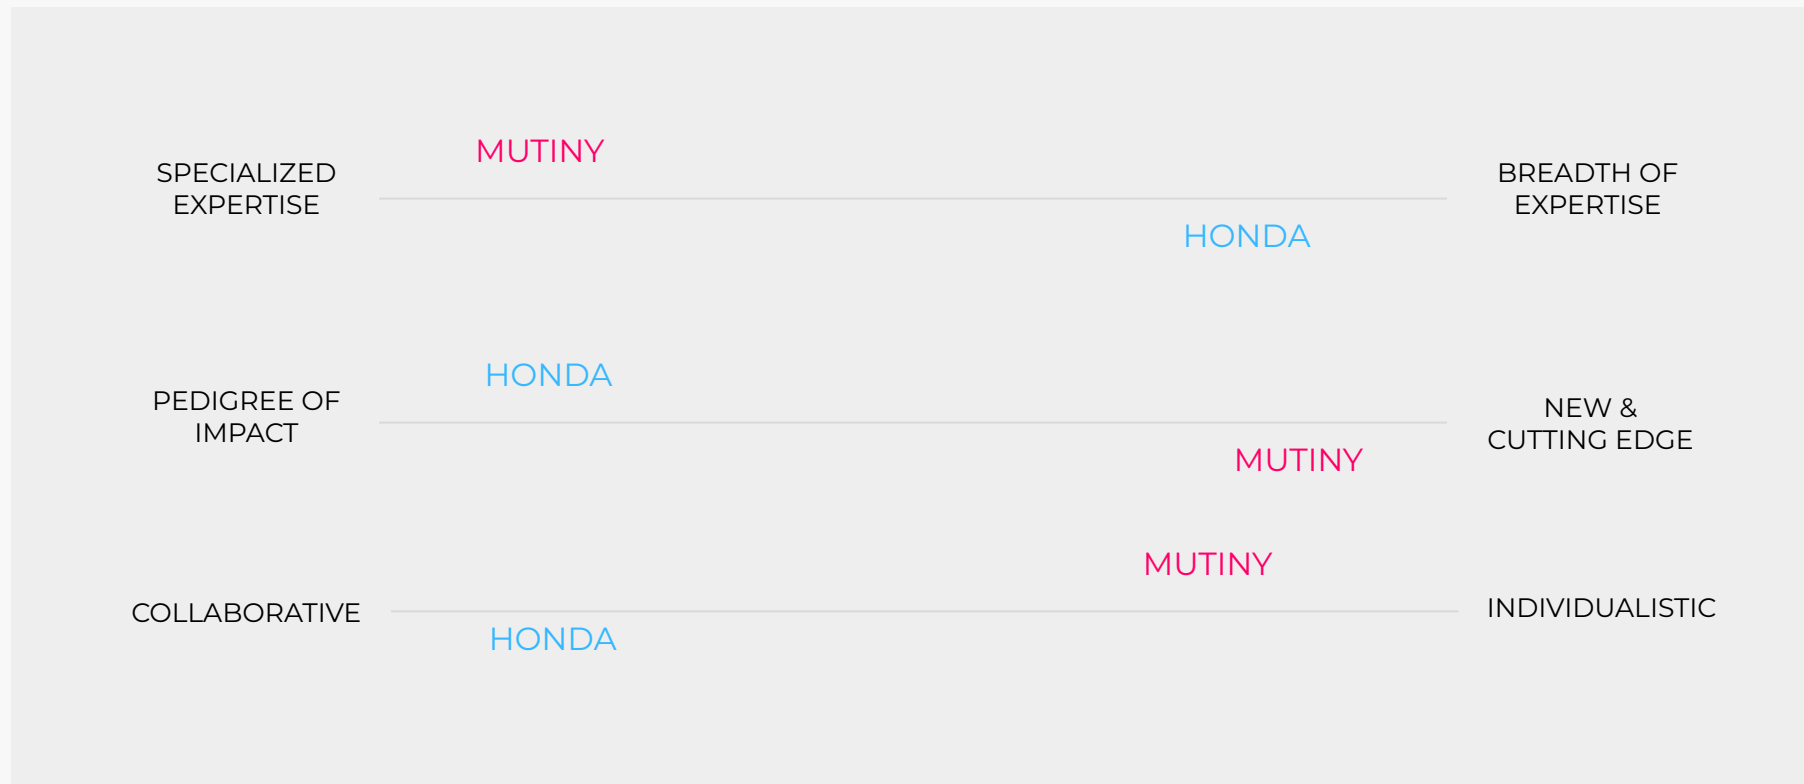 MUTINY
SPECIALIZED
EXPERTISE
BREADTH OF
EXPERTISE
HONDA
HONDA
PEDIGREE OF
IMPACT
NEW &
CUTTING EDGE
MUTINY
MUTINY
COLLABORATIVE
INDIVIDUALISTIC
HONDA